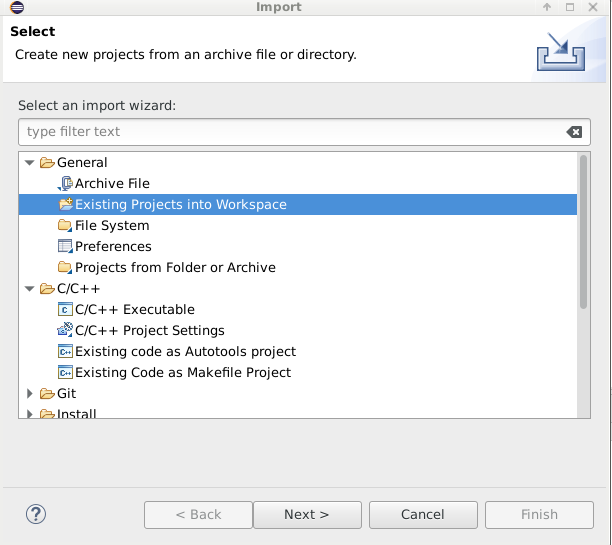 Import
Select
Create new projects from an archive file or directory.
Select an import wizard:
type filter text
General
Archive File
Existing Projects into Workspace
File System
Preferences
Projects from Folder or Archive
C/C++
C/C++ Executable
C/C++ Project Settings
Existing code as Autotools project
Existing Code as Makefile Project
Git
Install
?
< Back
Next >
Cancel
Finish